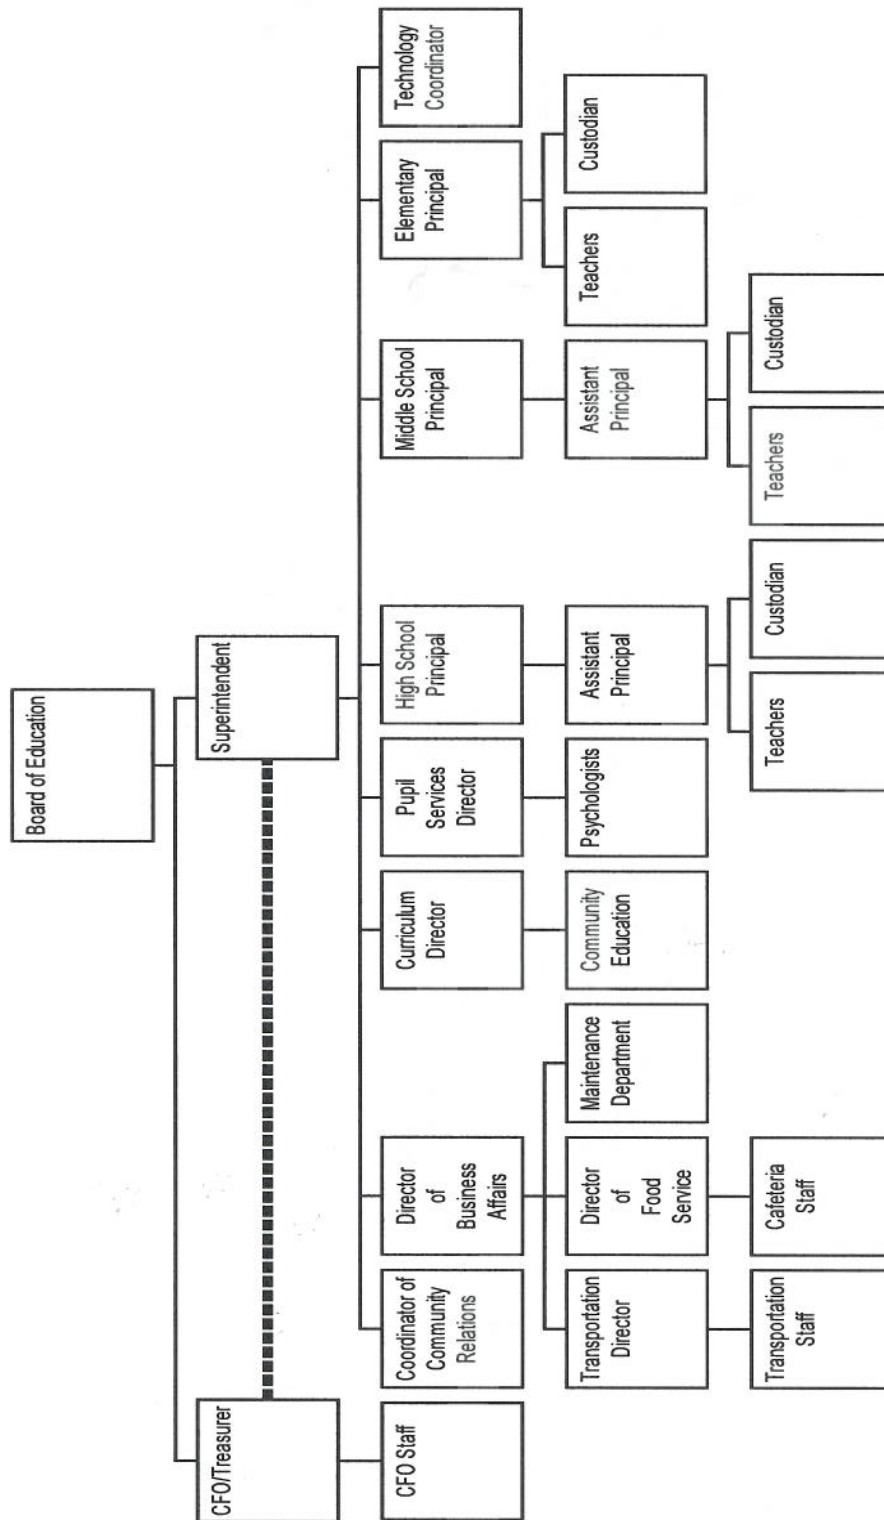 Board of Education
CFO/Treasurer
Superintendent
CFO Staff
Coordinator of
Community
Relations
Director
of
Business
Affairs
Curriculum
Director
Pupil
Services
Director
High School
Principal
Middle School
Principal
Elementary
Principal
Technology
Coordinator
Transportation
Director
Director
of
Food
Service
Maintenance
Department
Community
Education
Psychologists
Assistant
Principal
Assistant
Principal
Teachers
Custodian
Transportation
Staff
Cafeteria
Staff
Teachers
Custodian
Teachers
Custodian